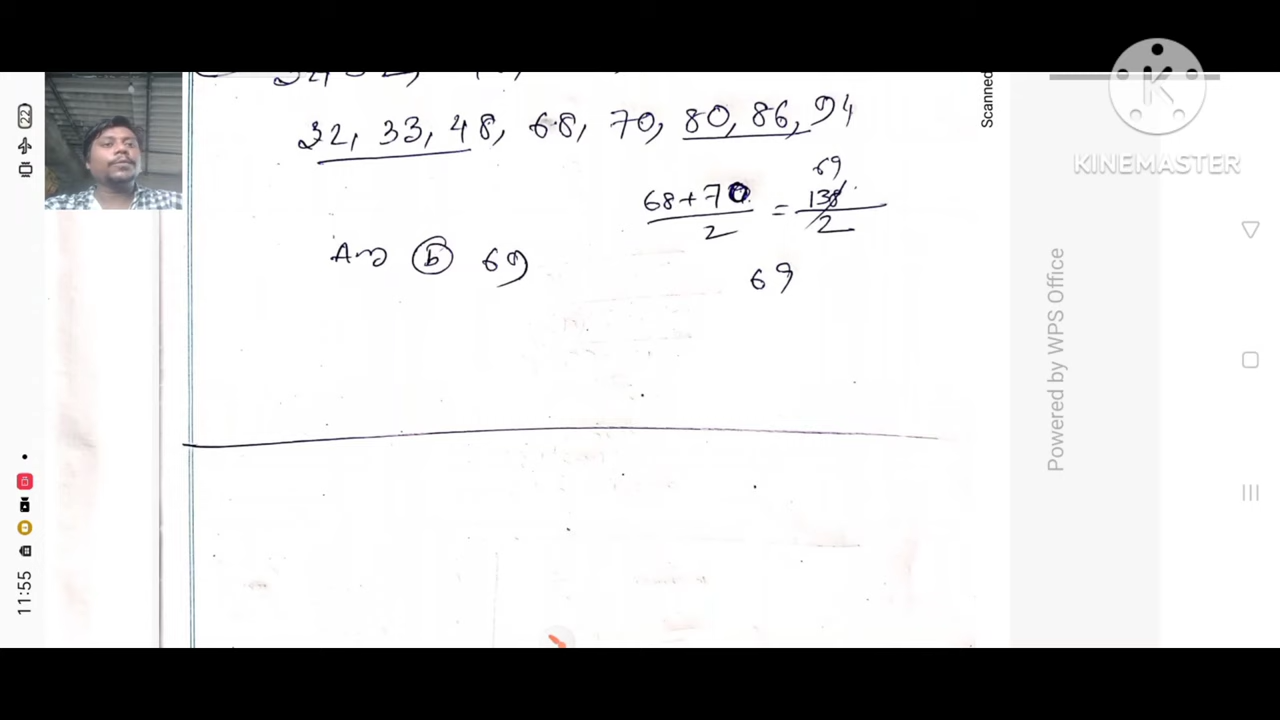 32, 33, 48, 68, 70, 80, 86, 94
68+70/2 = 138/2
69
Ans (b) 69
69
Scanned
Powered by WPS Office
KINEMASTER
22
11:55